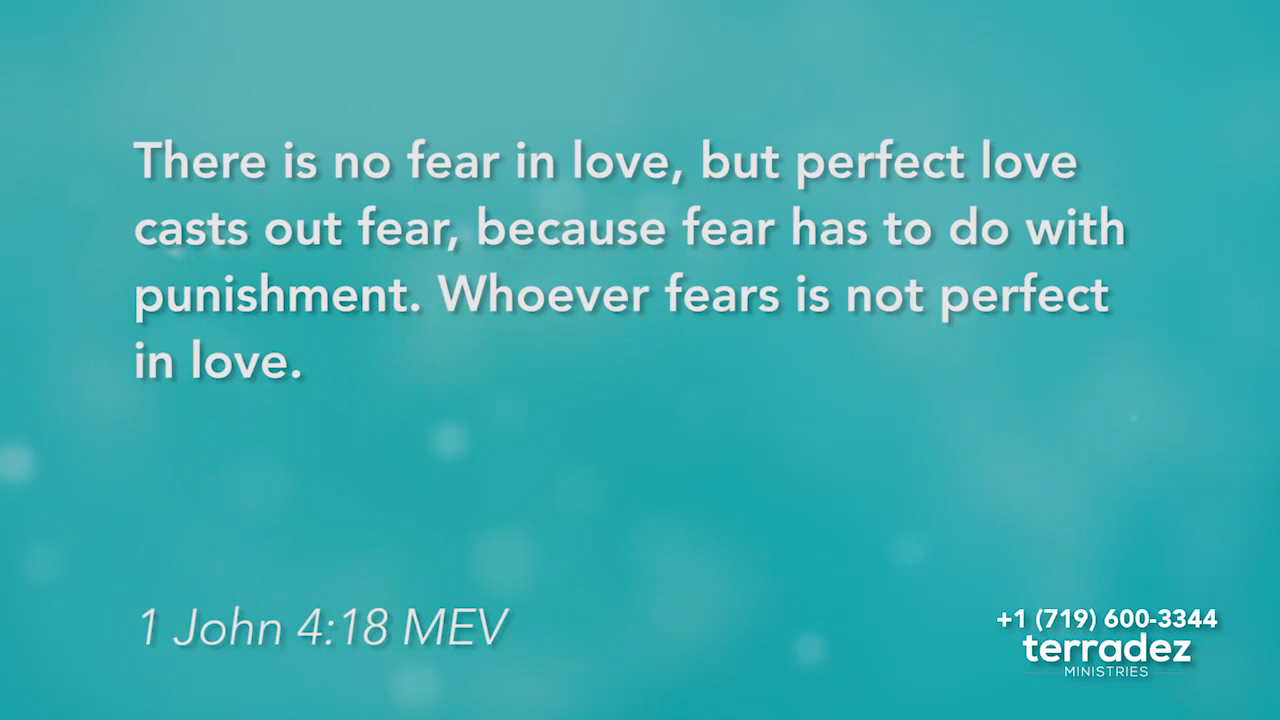 There is no fear in love, but perfect love
casts out fear, because fear has to do with
punishment. Whoever fears is not perfect
in love.
1 John 4:18 MEV
+1 (719) 600-3344
terradez
MINISTRIES